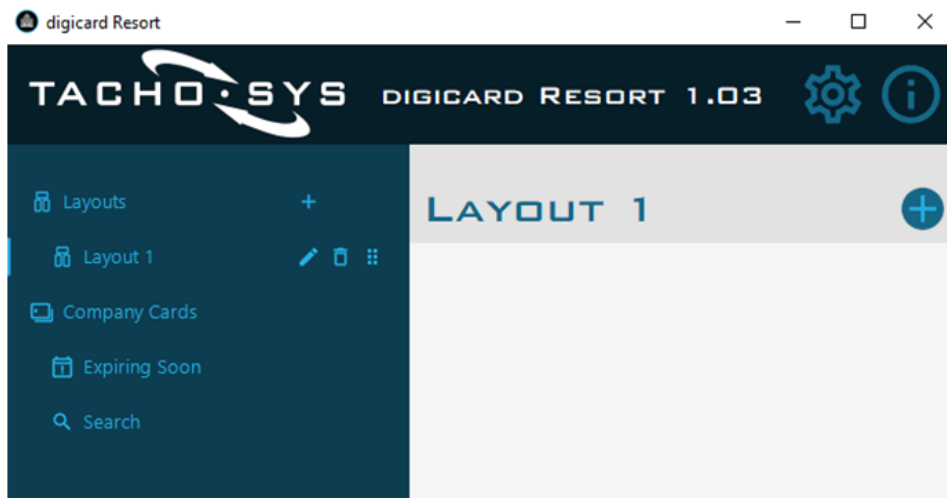 digicard Resort
TACHO·SYS DIGICARD RESORT 1.03
Layouts
LAYOUT 1
Layout 1
Company Cards
Expiring Soon
Search